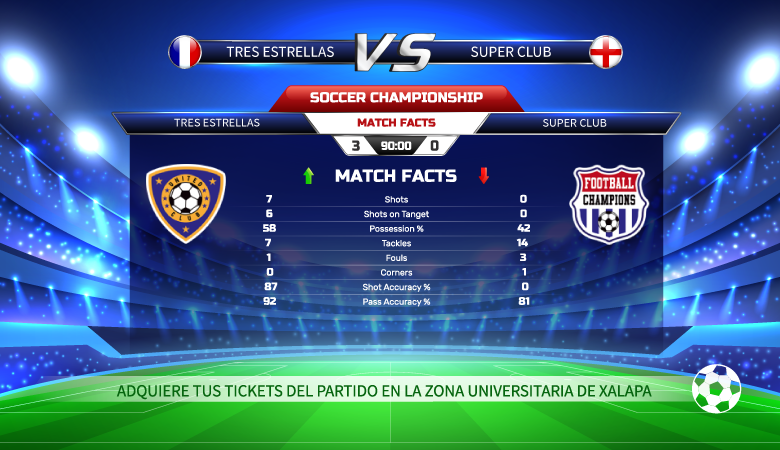 TRES ESTRELLAS VS SUPER CLUB
SOCCER CHAMPIONSHIP
TRES ESTRELLAS MATCH FACTS SUPER CLUB
3 90:00 0
MATCH FACTS
UNITED
CLUB
FOOTBALL
CHAMPIONS
7 Shots 0
6 Shots on Tanget 0
58 Possession % 42
7 Tackles 14
1 Fouls 3
0 Corners 1
87 Shot Accuracy % 0
92 Pass Accuracy % 81
ADQUIERE TUS TICKETS DEL PARTIDO EN LA ZONA UNIVERSITARIA DE XALAPA